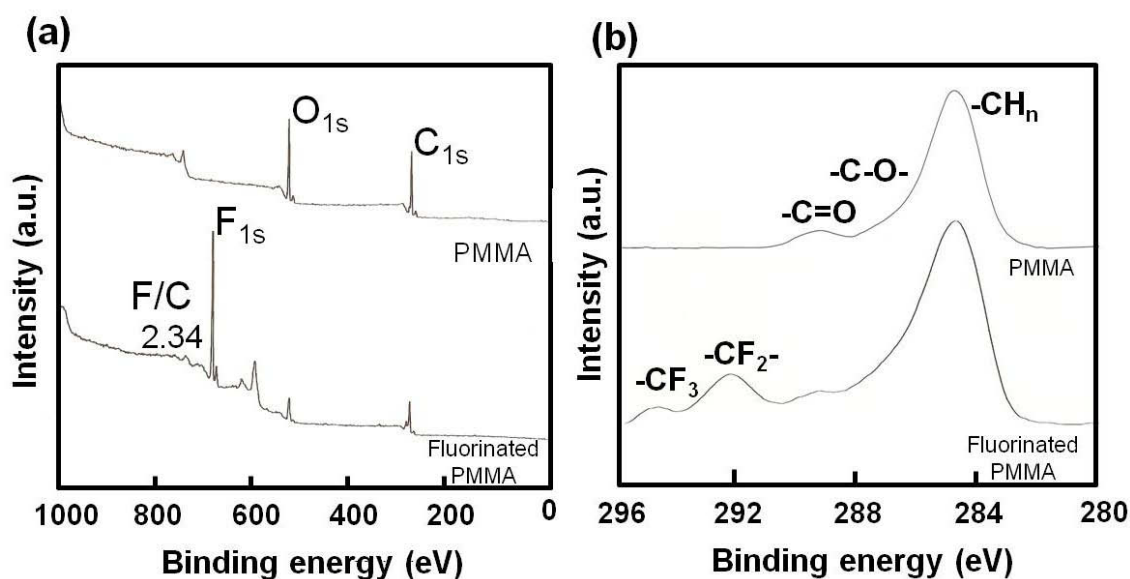 (a)
O1s
C1s
F1s
PMMA
F/C
2.34
Fluorinated
PMMA
Intensity (a.u.)
1000 800 600 400 200 0
Binding energy (eV)
(b)
-CHn
-C-O-
-C=O
PMMA
-CF2-
-CF3
Fluorinated
PMMA
Intensity (a.u.)
296 292 288 284 280
Binding energy (eV)